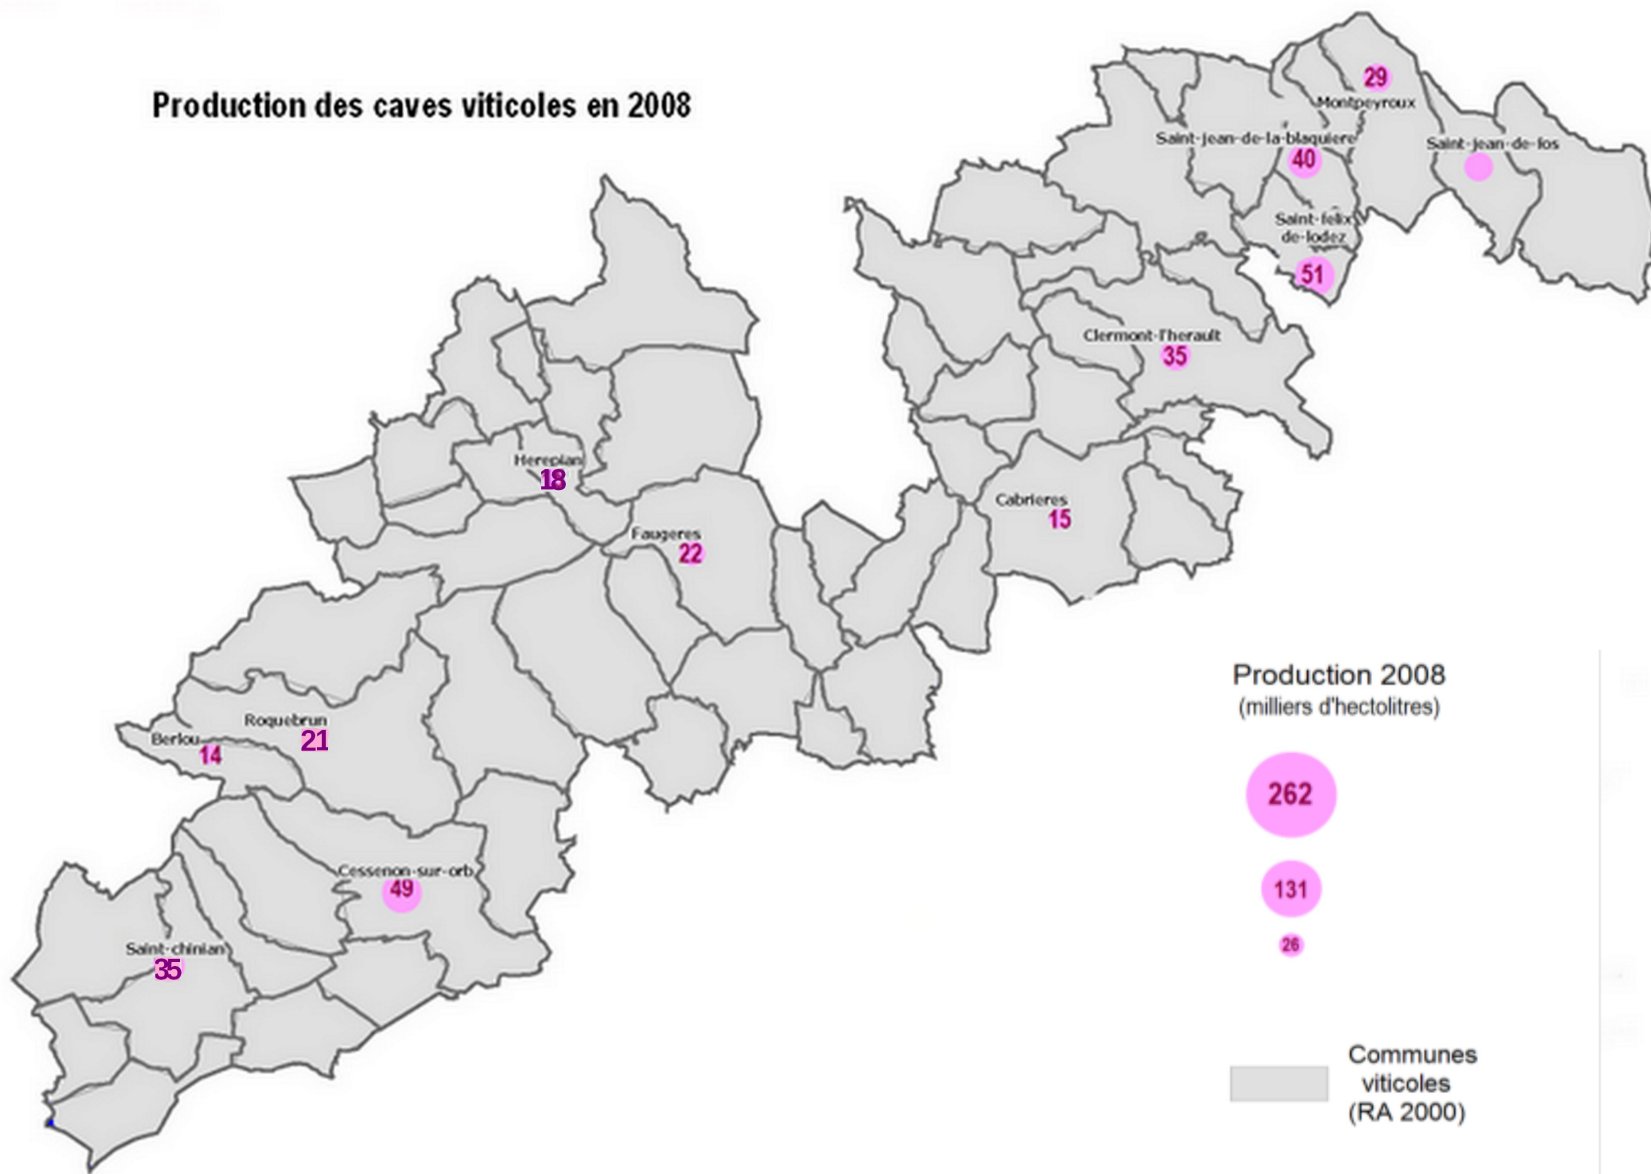 Production des caves viticoles en 2008
29
Montpeyroux
Saint-jean-de-la-blaquiere
40
Saint-jean-de-fos
Saint-felix
de-lodez
51
Clermont-l'herault
35
Herepian
18
Cabrieres
15
Faugeres
22
Roquebrun
21
Berlou
14
Cessenon-sur-orb
49
Saint-chinian
35
Production 2008
(milliers d'hectolitres)
262
131
26
Communes
viticoles
(RA 2000)